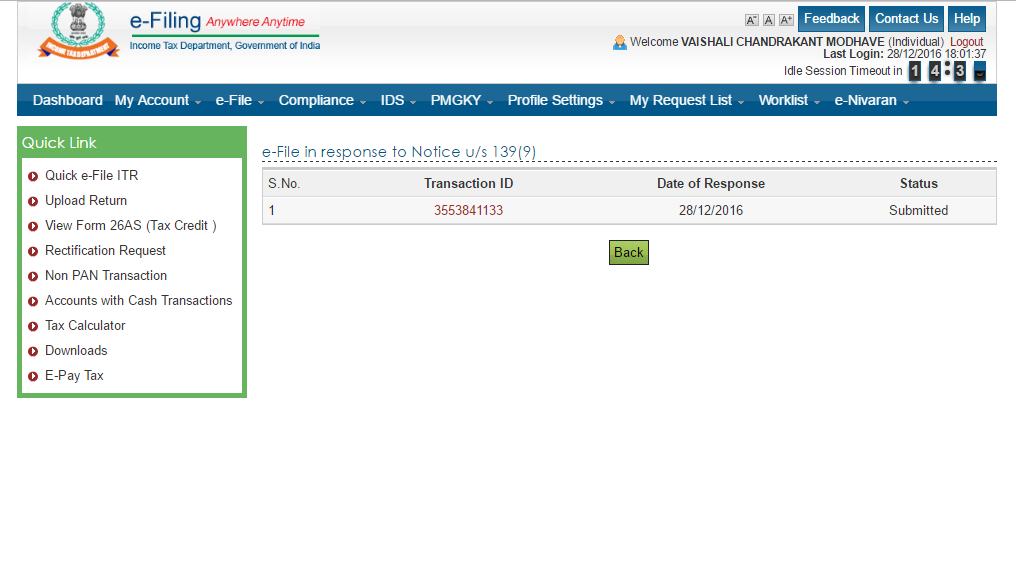 e-Filing Anywhere Anytime
Income Tax Department, Government of India
A- A A+ Feedback Contact Us Help
Welcome VAISHALI CHANDRAKANT MODHAVE (Individual) Logout
Last Login: 28/12/2016 18:01:37
Idle Session Timeout in 1 4 : 3
Dashboard My Account e-File Compliance IDS PMGKY Profile Settings My Request List Worklist e-Nivaran
Quick Link
Quick e-File ITR
Upload Return
View Form 26AS (Tax Credit )
Rectification Request
Non PAN Transaction
Accounts with Cash Transactions
Tax Calculator
Downloads
E-Pay Tax
e-File in response to Notice u/s 139(9)
S.No. Transaction ID Date of Response Status
1 3553841133 28/12/2016 Submitted
Back